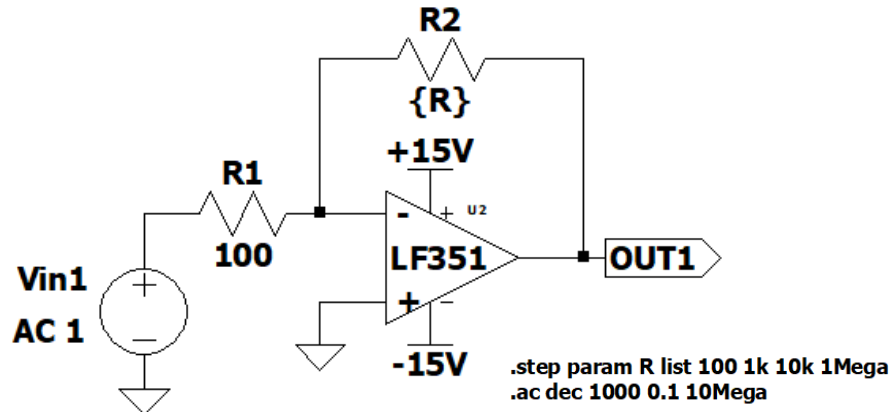 R2
{R}
+15V
R1
- + U2
100
LF351
OUT1
Vin1
+
AC 1
+ -
-15V
.step param R list 100 1k 10k 1Mega
.ac dec 1000 0.1 10Mega